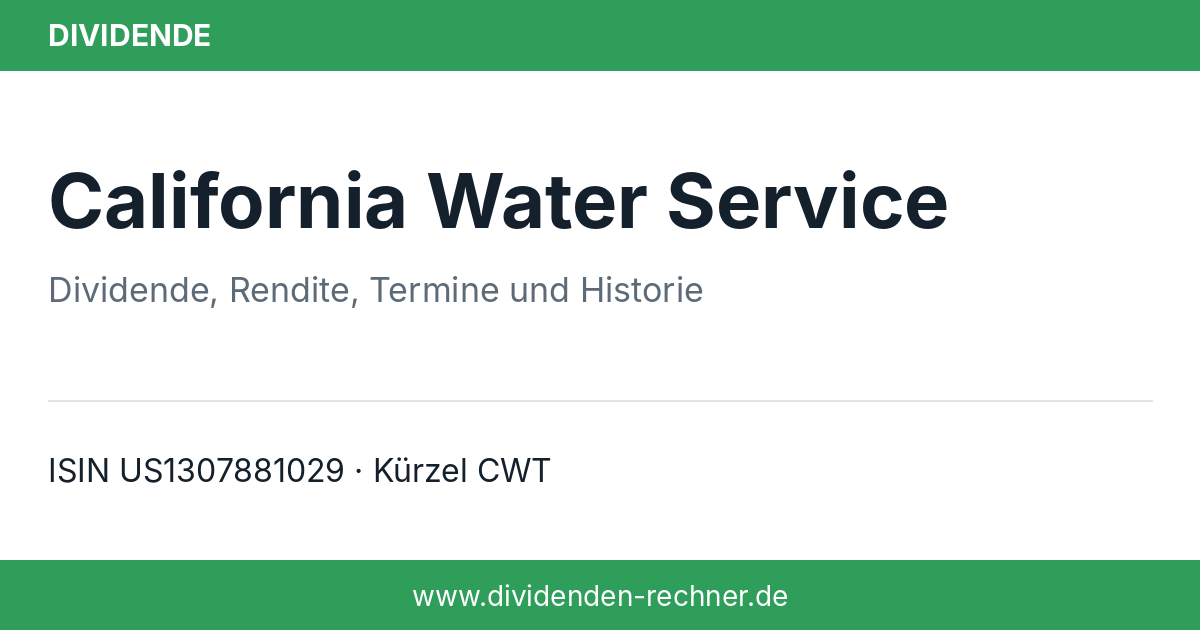 DIVIDENDE
California Water Service
Dividende, Rendite, Termine und Historie
ISIN US1307881029 · Kürzel CWT
www.dividenden-rechner.de